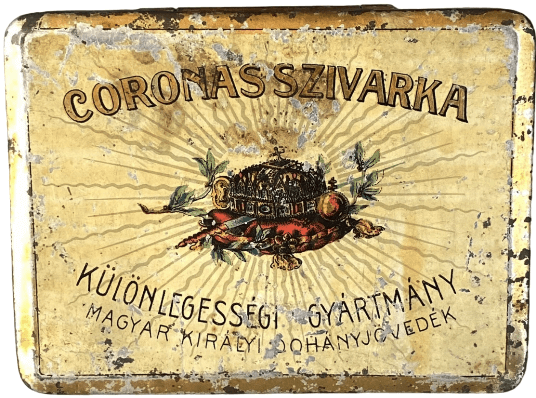 CORONAS SZIVARKA
KÜLÖNLEGESSÉGI GYÁRTMÁNY
MAGYAR KIRÁLYI DOHÁNYJÖVEDÉK